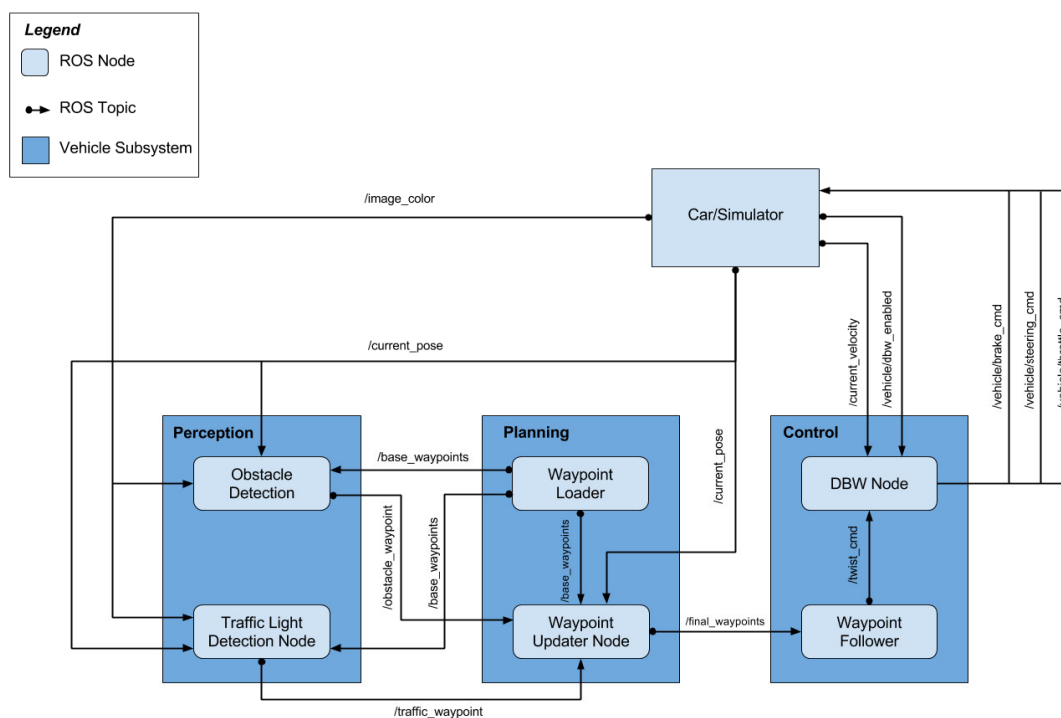 Legend
ROS Node
ROS Topic
Vehicle Subsystem
/image_color
Car/Simulator
/current_pose
/current_velocity
/vehicle/dbw_enabled
/vehicle/brake_cmd
/vehicle/steering_cmd
Perception
Planning
Control
/current_pose
Obstacle
Detection
/base_waypoints
Waypoint
Loader
DBW Node
/obstacle_waypoint
/base_waypoints
/base_waypoints
/twist_cmd
Traffic Light
Detection Node
Waypoint
Updater Node
/final_waypoints
Waypoint
Follower
/traffic_waypoint